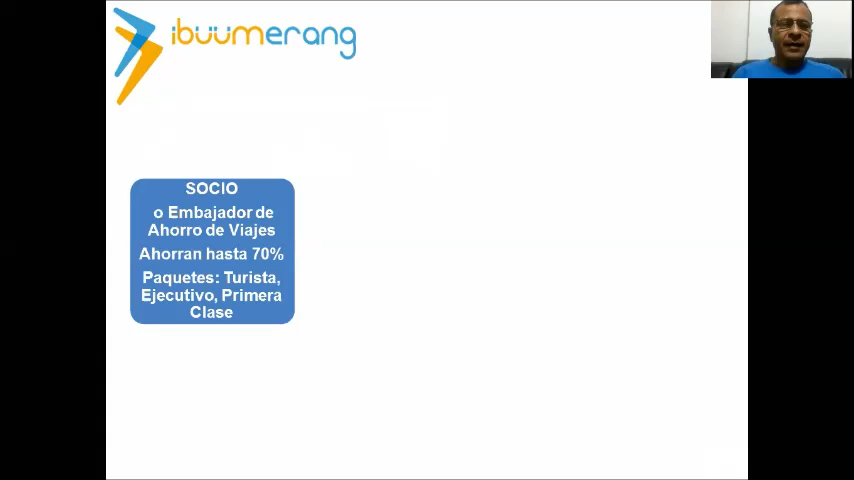 ibuumerang
SOCIO
o Embajador de
Ahorro de Viajes
Ahorran hasta 70%
Paquetes: Turista,
Ejecutivo, Primera
Clase